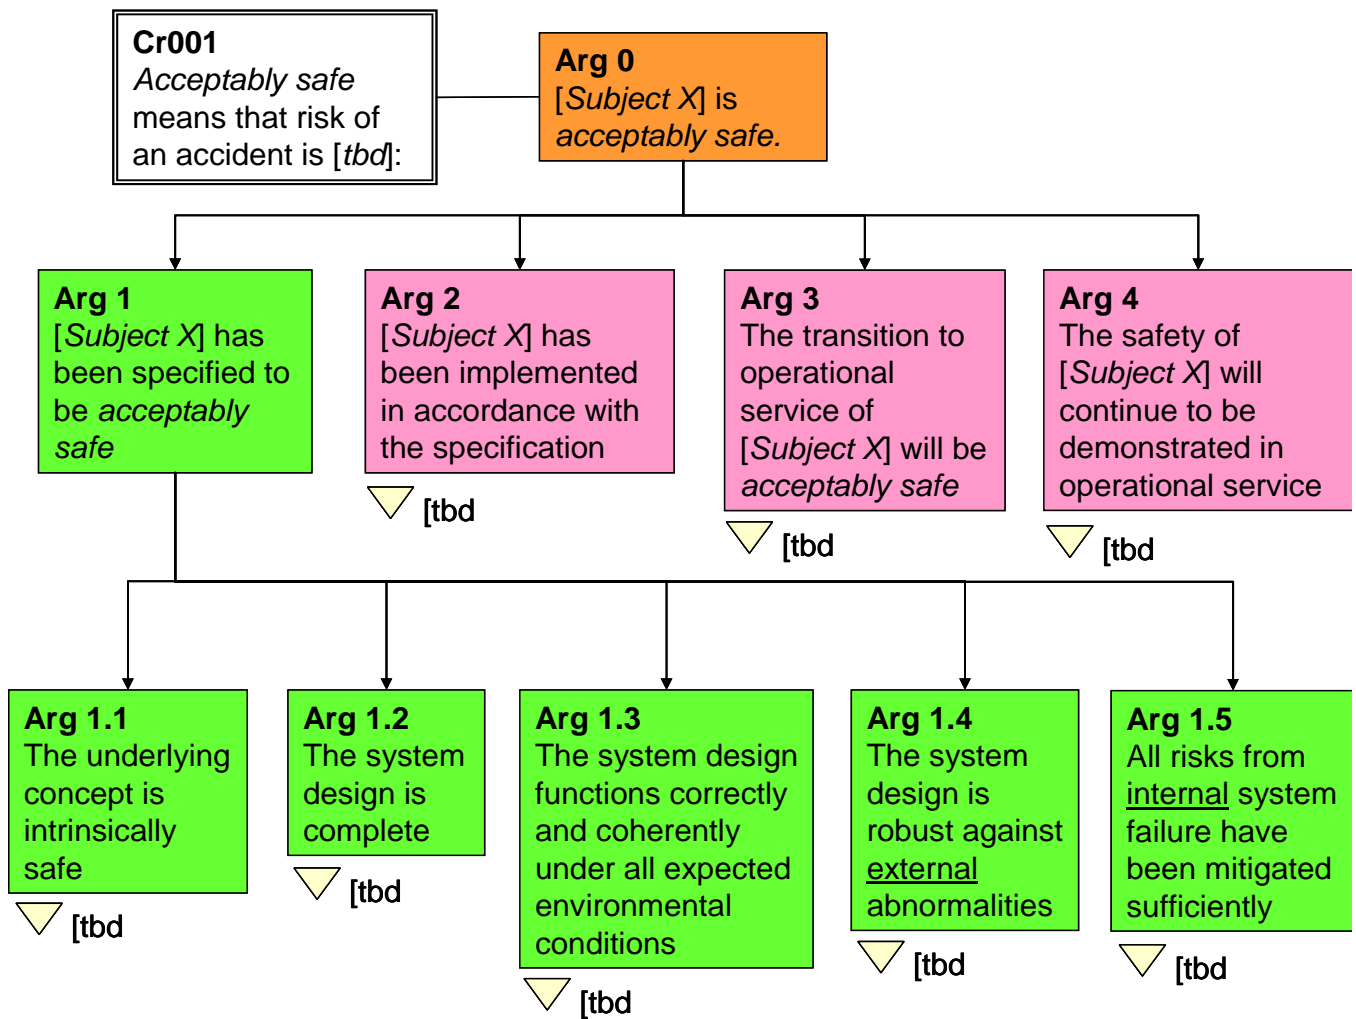 Cr001
Acceptably safe
means that risk of
an accident is [tbd]:
Arg 0
[Subject X] is
acceptably safe.
Arg 1
[Subject X] has
been specified to
be acceptably
safe
Arg 2
[Subject X] has
been implemented
in accordance with
the specification
[tbd
Arg 3
The transition to
operational
service of
[Subject X] will be
acceptably safe
[tbd
Arg 4
The safety of
[Subject X] will
continue to be
demonstrated in
operational service
[tbd
Arg 1.1
The underlying
concept is
intrinsically
safe
[tbd
Arg 1.2
The system
design is
complete
[tbd
Arg 1.3
The system design
functions correctly
and coherently
under all expected
environmental
conditions
[tbd
Arg 1.4
The system
design is
robust against
external
abnormalities
[tbd
Arg 1.5
All risks from
internal system
failure have
been mitigated
sufficiently
[tbd